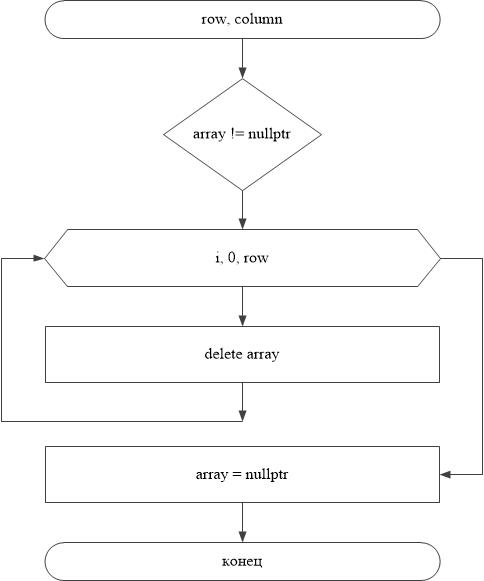 row, column
array != nullptr
i, 0, row
delete array
array = nullptr
конец